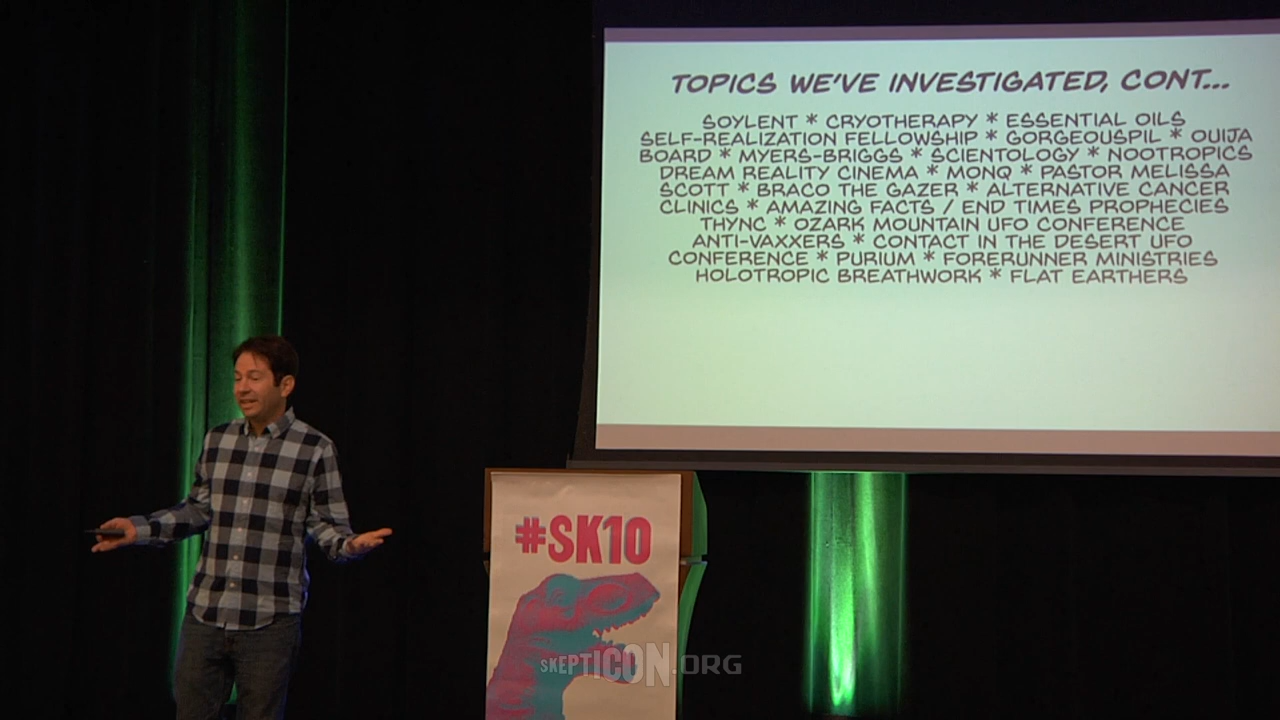 TOPICS WE'VE INVESTIGATED, CONT...
SOYLENT * CRYOTHERAPY * ESSENTIAL OILS
SELF-REALIZATION FELLOWSHIP * GORGEOUSPIL * OUIJA
BOARD * MYERS-BRIGGS * SCIENTOLOGY * NOOTROPICS
DREAM REALITY CINEMA * MONQ * PASTOR MELISSA
SCOTT * BRACO THE GAZER * ALTERNATIVE CANCER
CLINICS * AMAZING FACTS / END TIMES PROPHECIES
THYNC * OZARK MOUNTAIN UFO CONFERENCE
ANTI-VAXXERS * CONTACT IN THE DESERT UFO
CONFERENCE * PURIUM * FORERUNNER MINISTRIES
HOLOTROPIC BREATHWORK * FLAT EARTHERS
#SK10
SKEPTICON.ORG